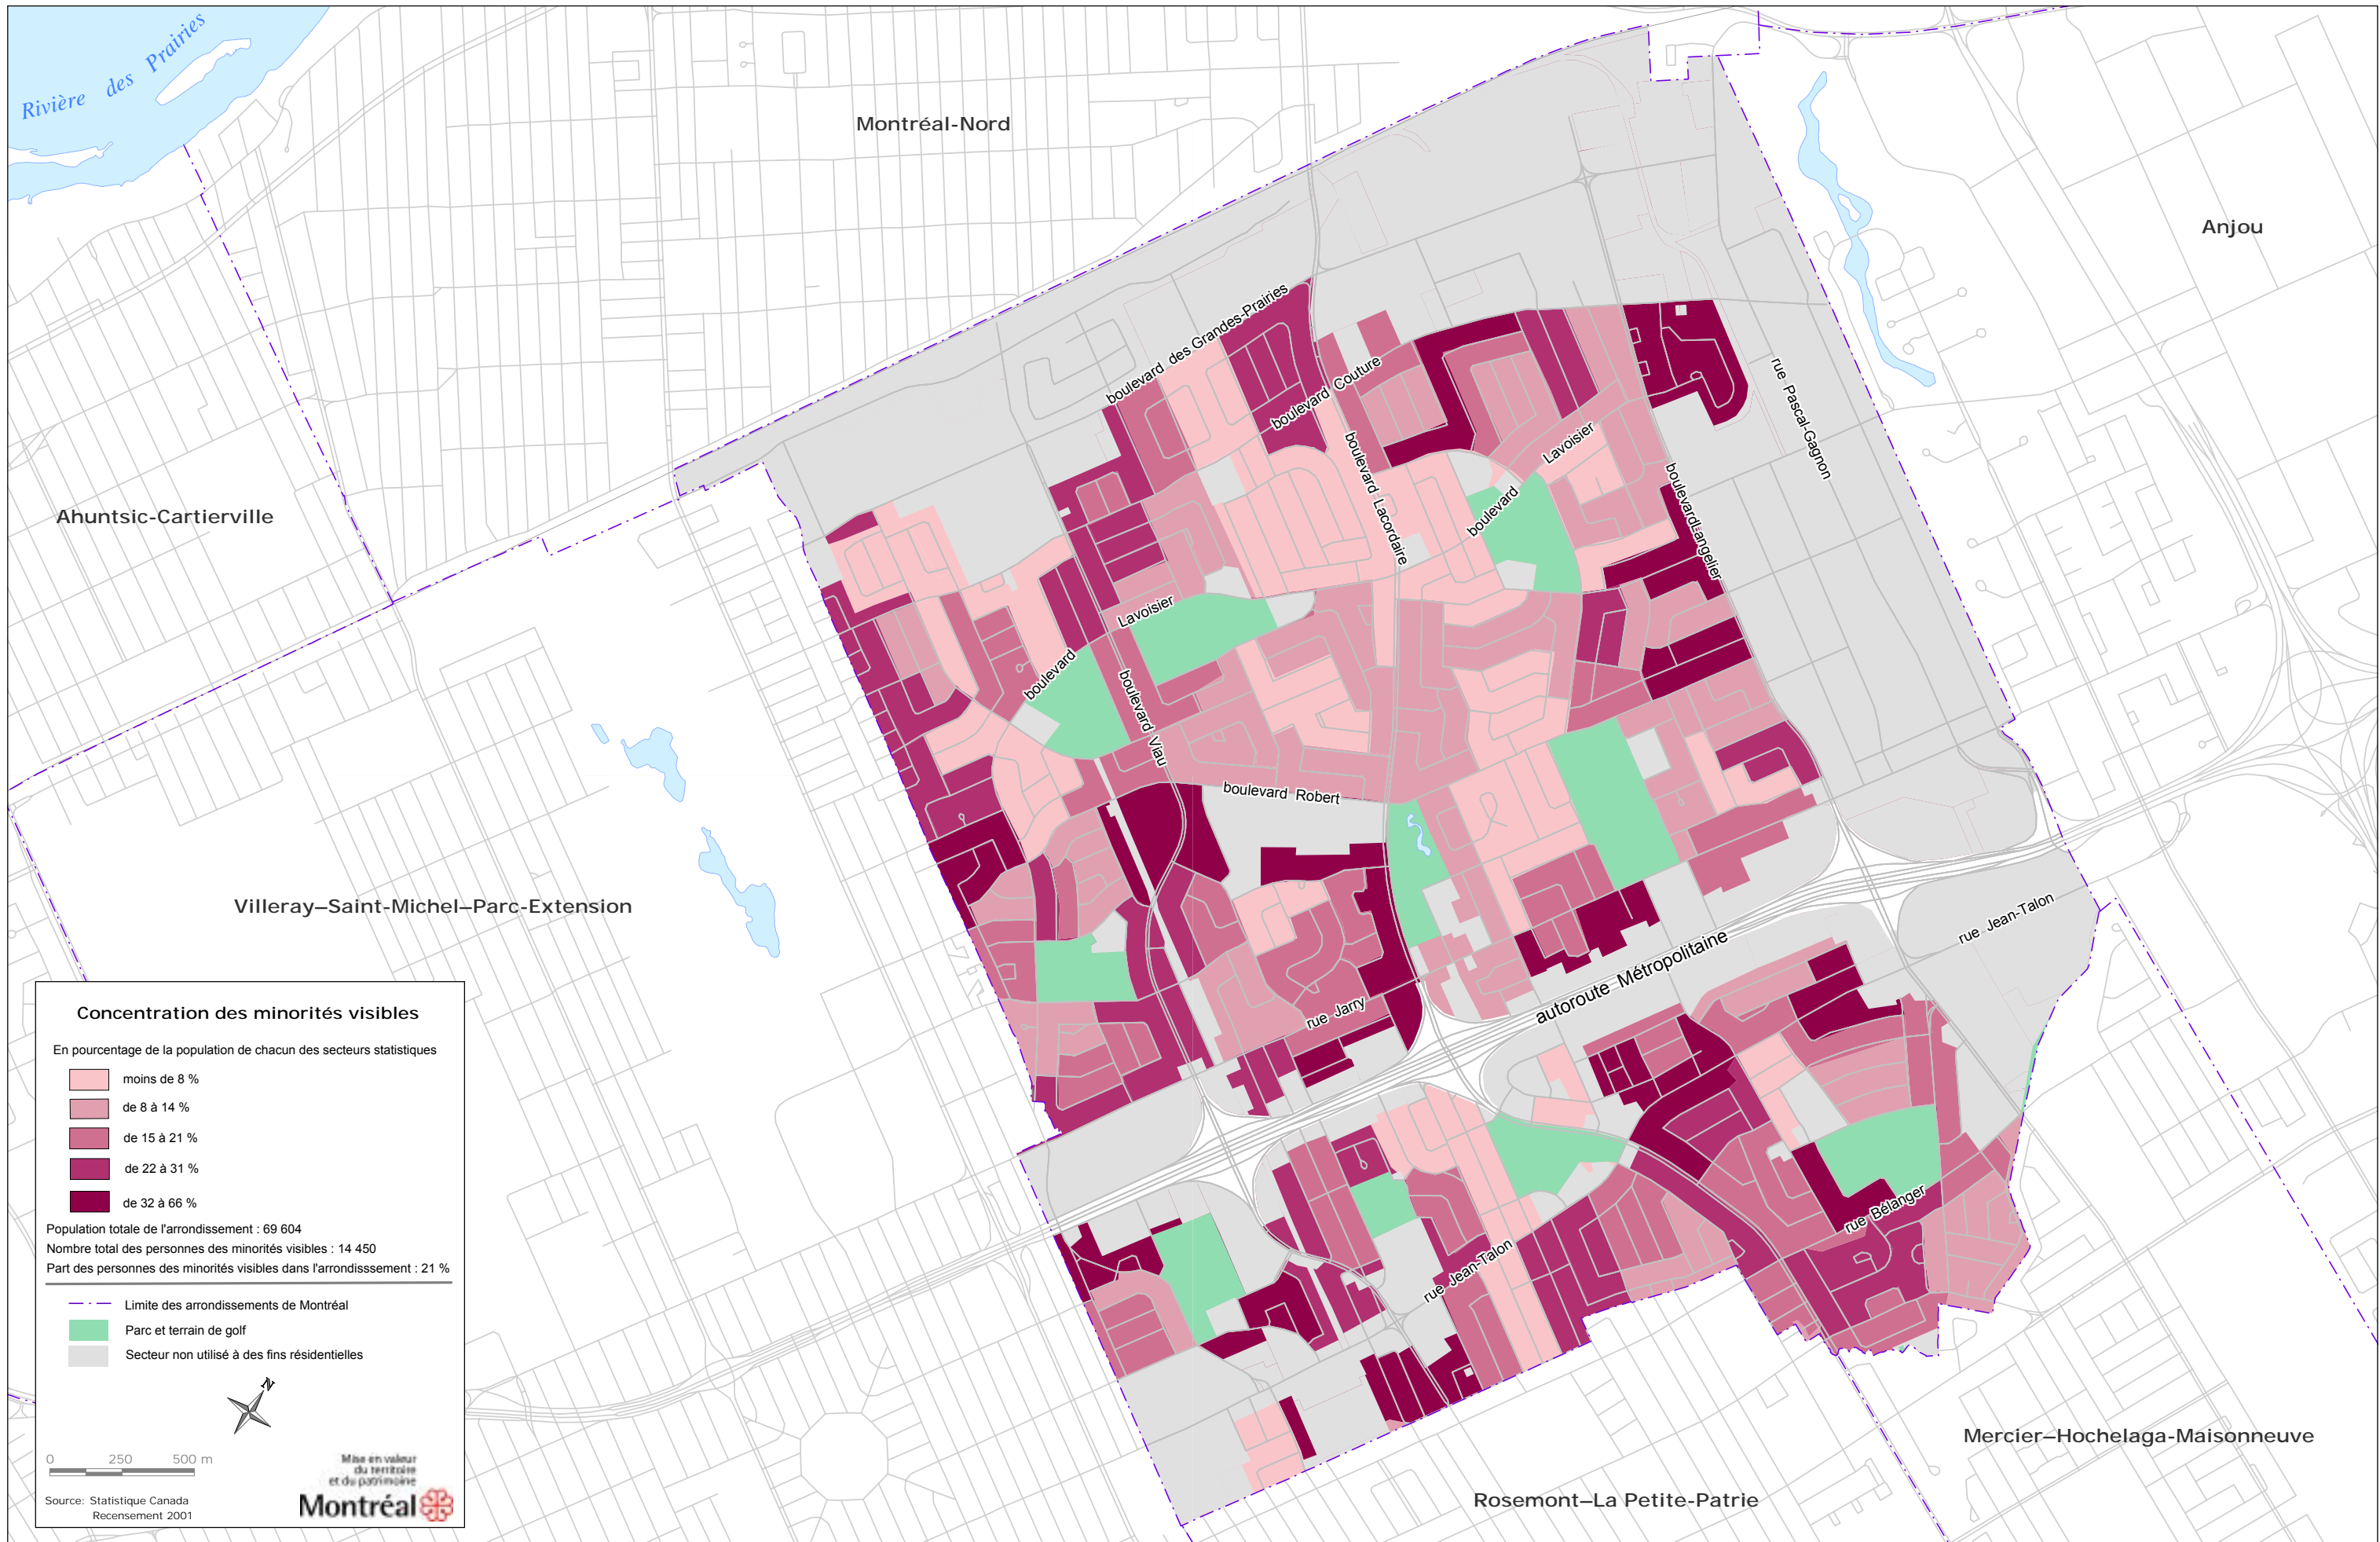 Rivière des Prairies
Montréal-Nord
Anjou
Ahuntsic-Cartierville
Villeray–Saint-Michel–Parc-Extension
Mercier–Hochelaga-Maisonneuve
Rosemont–La Petite-Patrie
boulevard des Grandes-Prairies
boulevard Couture
boulevard Lacordaire
boulevard Lavoisier
boulevard Langelier
rue Pascal-Gagnon
boulevard Lavoisier
boulevard Viau
boulevard Robert
rue Jarry
autoroute Métropolitaine
rue Jean-Talon
rue Jean-Talon
rue Bélanger
Concentration des minorités visibles
En pourcentage de la population de chacun des secteurs statistiques
moins de 8 %
de 8 à 14 %
de 15 à 21 %
de 22 à 31 %
de 32 à 66 %
Population totale de l'arrondissement : 69 604
Nombre total des personnes des minorités visibles : 14 450
Part des personnes des minorités visibles dans l'arrondisssement : 21 %
Limite des arrondissements de Montréal
Parc et terrain de golf
Secteur non utilisé à des fins résidentielles
N
0 250 500 m
Mise en valeur
du territoire
et du patrimoine
Montréal
Source: Statistique Canada
Recensement 2001